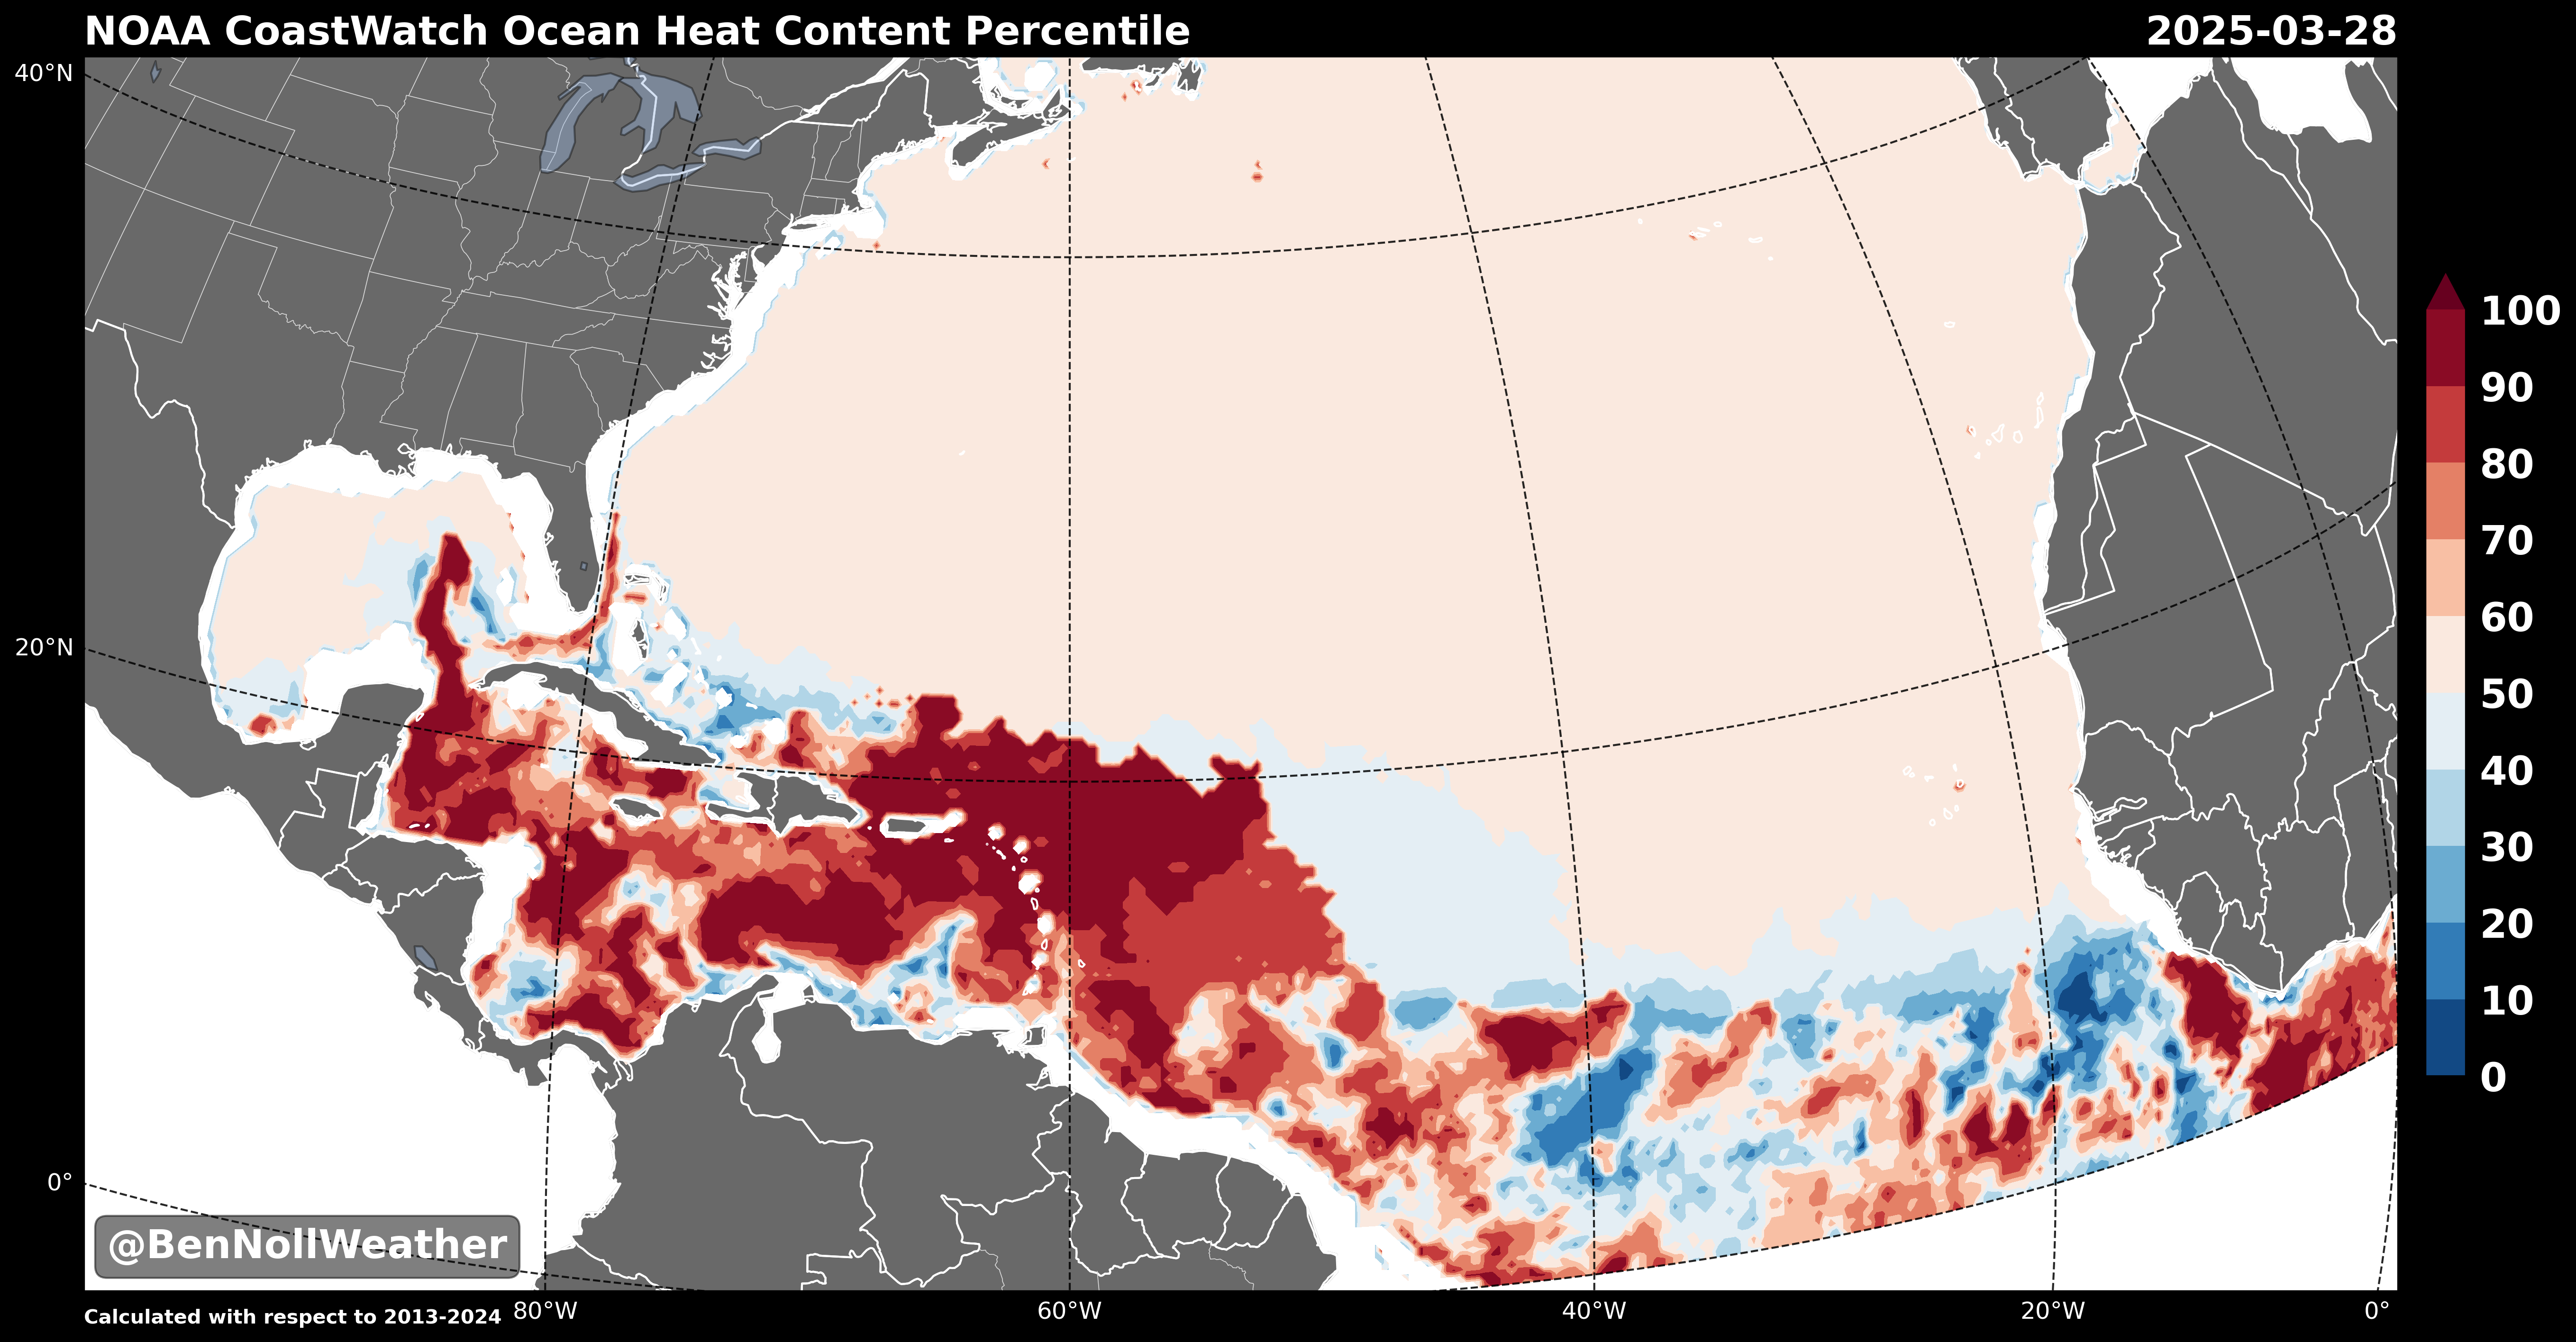 NOAA CoastWatch Ocean Heat Content Percentile
2025-03-28
40°N
20°N
0°
100
90
80
70
60
50
40
30
20
10
0
@BenNollWeather
Calculated with respect to 2013-2024
80°W
60°W
40°W
20°W
0°